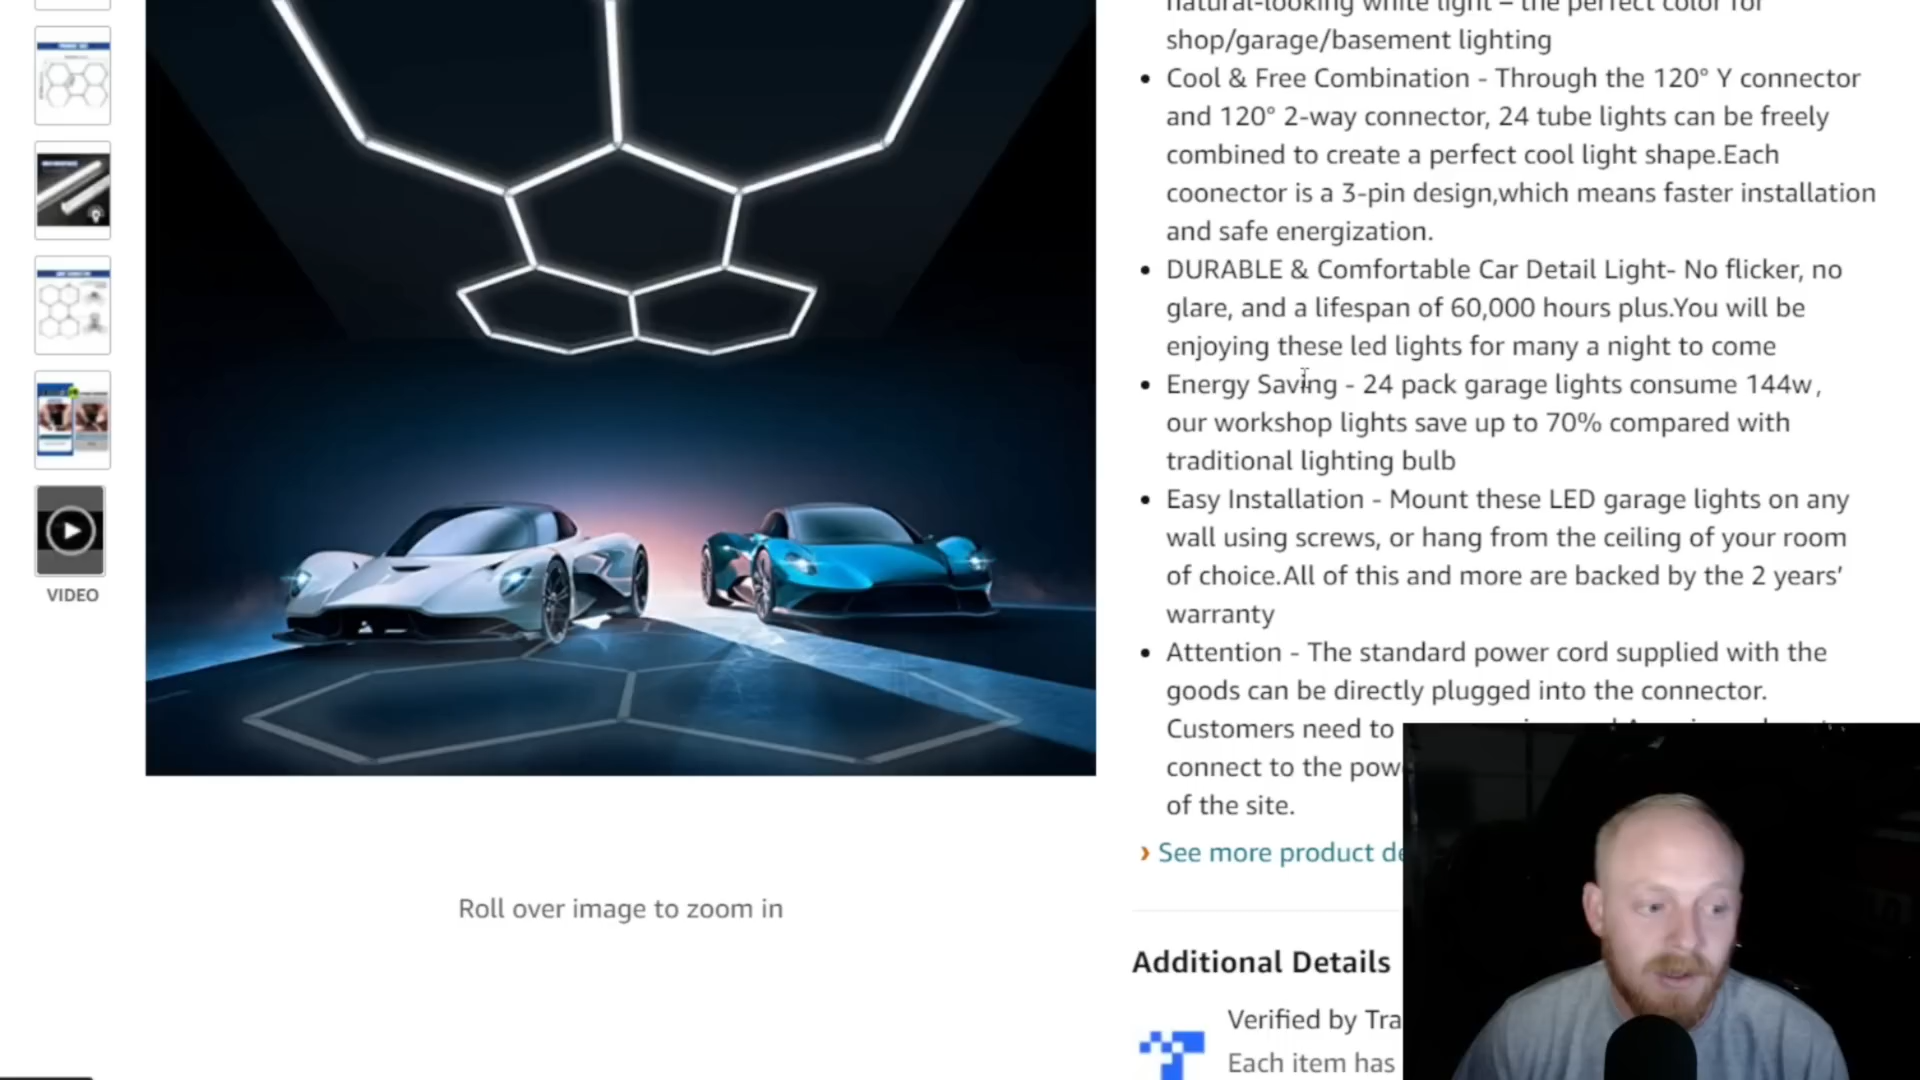 natural-looking white light – the perfect color for
shop/garage/basement lighting
• Cool & Free Combination - Through the 120° Y connector
and 120° 2-way connector, 24 tube lights can be freely
combined to create a perfect cool light shape.Each
coonector is a 3-pin design,which means faster installation
and safe energization.
• DURABLE & Comfortable Car Detail Light- No flicker, no
glare, and a lifespan of 60,000 hours plus.You will be
enjoying these led lights for many a night to come
• Energy Saving - 24 pack garage lights consume 144w,
our workshop lights save up to 70% compared with
traditional lighting bulb
• Easy Installation - Mount these LED garage lights on any
wall using screws, or hang from the ceiling of your room
of choice.All of this and more are backed by the 2 years’
warranty
• Attention - The standard power cord supplied with the
goods can be directly plugged into the connector.
Customers need to
connect to the
of the site.
› See more product
VIDEO
Roll over image to zoom in
Additional Details
Verified by
Each item has